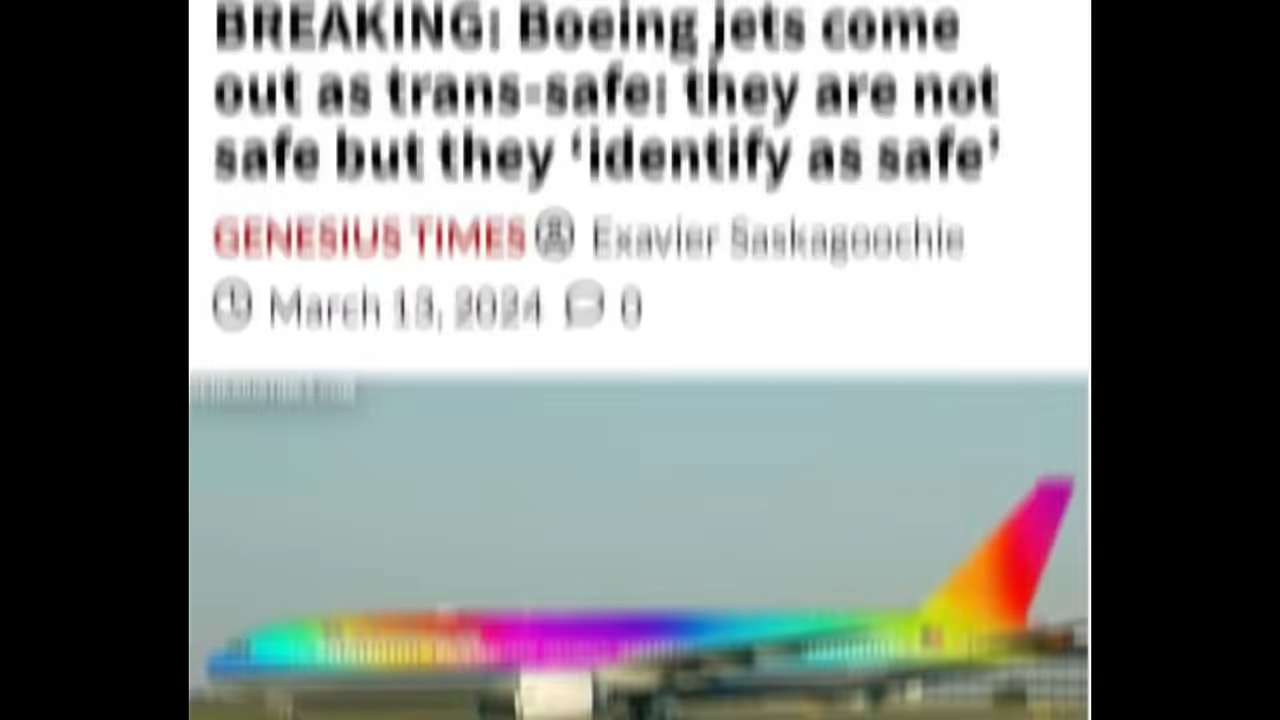 BREAKING: Boeing jets come
out as trans-safe: they are not
safe but they ‘identify as safe’
GENESIUS TIMES Exavier Saskagoochie
March 13, 2024 0